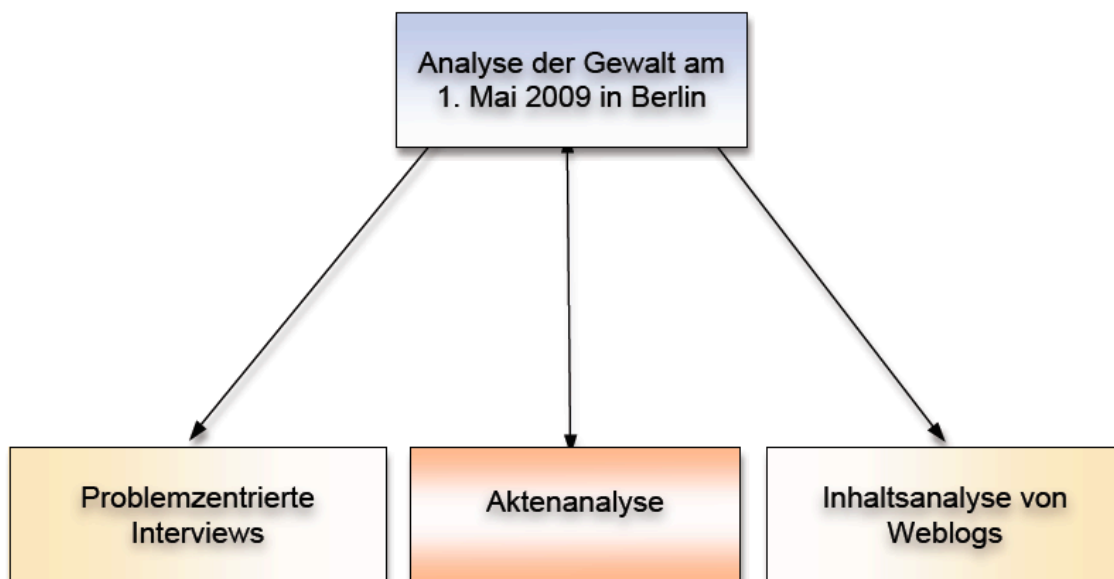 Analyse der Gewalt am
1. Mai 2009 in Berlin
Problemzentrierte
Interviews
Aktenanalyse
Inhaltsanalyse von
Weblogs